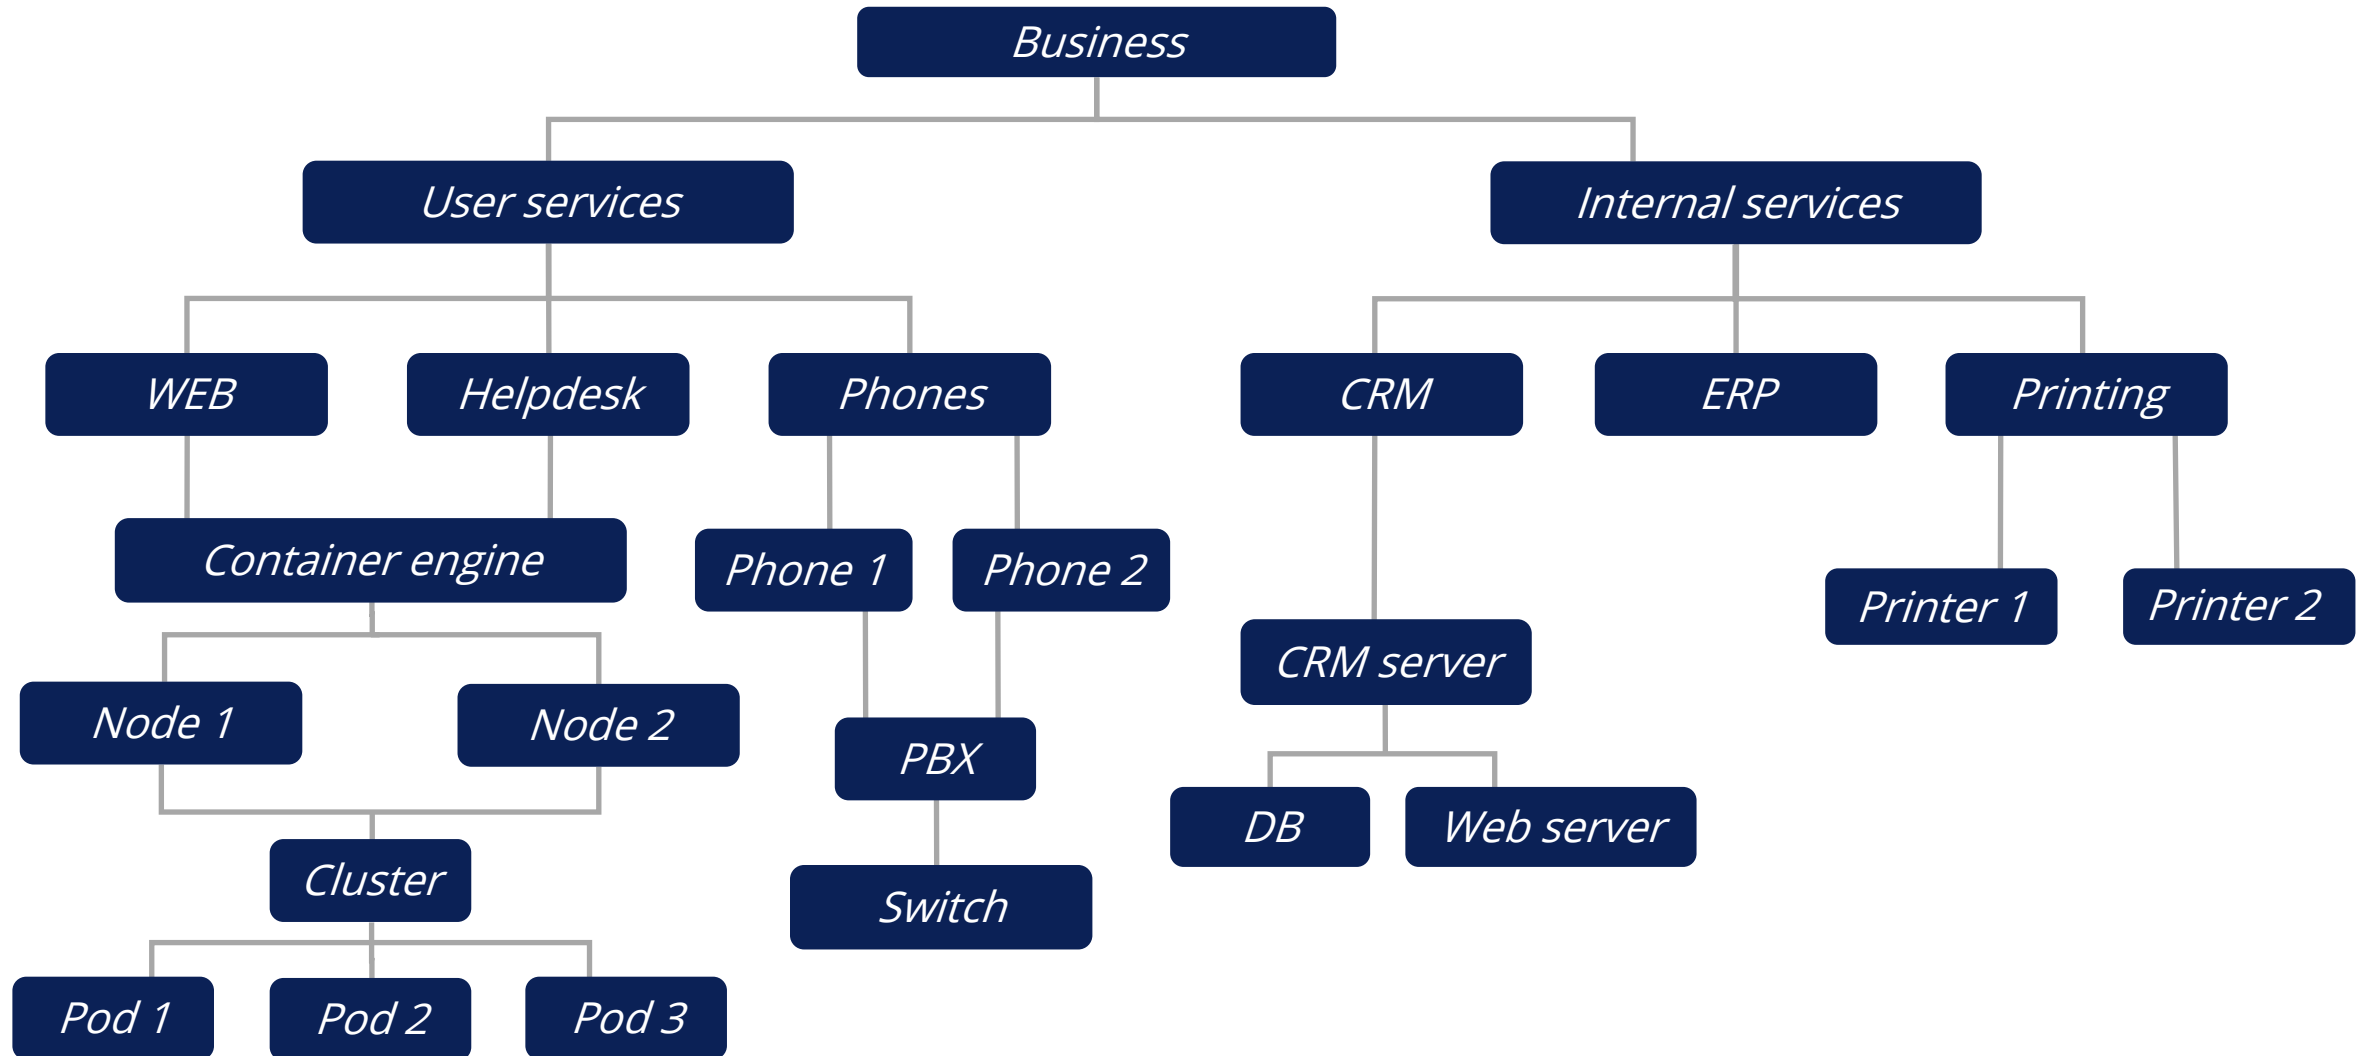 Business
User services
Internal services
WEB
Helpdesk
Phones
CRM
ERP
Printing
Container engine
Phone 1
Phone 2
Printer 1
Printer 2
CRM server
Node 1
Node 2
PBX
DB
Web server
Cluster
Switch
Pod 1
Pod 2
Pod 3